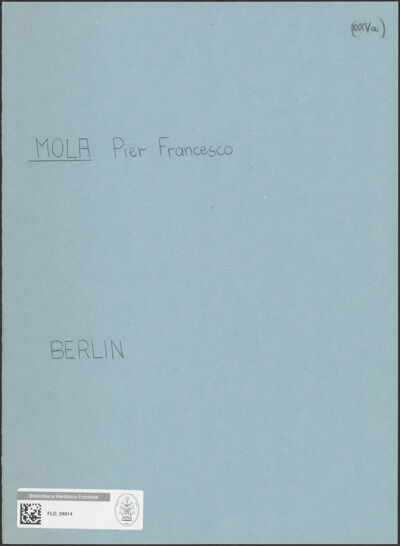 (XXVa)
MOLA Pier Francesco
BERLIN
Bibliotheca Hertziana Fotothek
FLD_34814